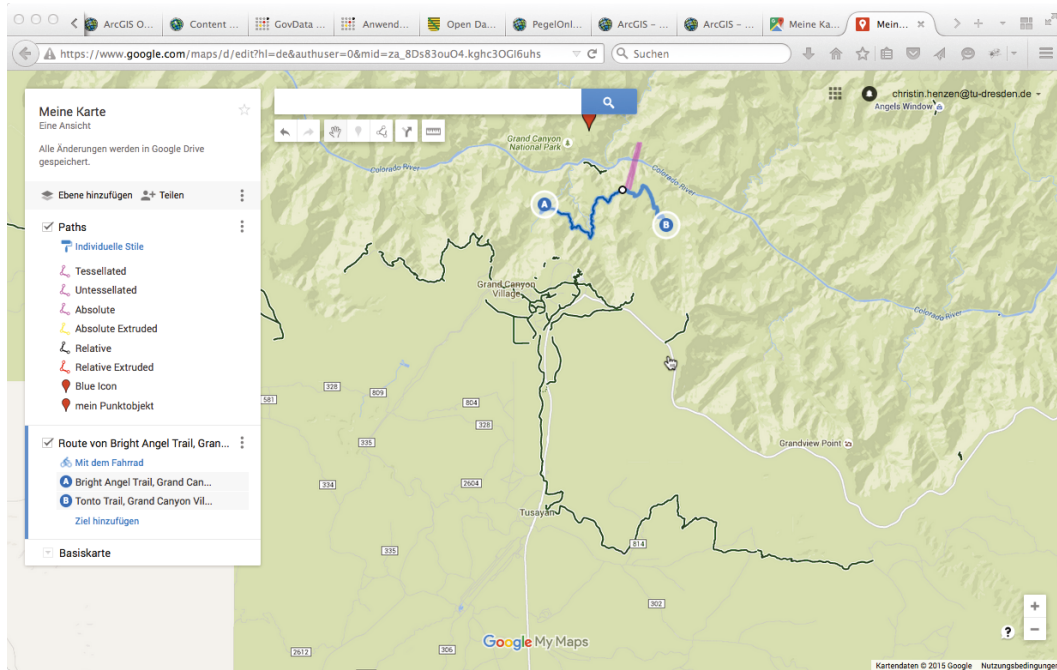 ArcGIS O...
Content ...
GovData ...
Anwend...
Open Da...
PegelOnl...
ArcGIS – ...
ArcGIS – ...
Meine Ka...
Mein...
https://www.google.com/maps/d/edit?hl=de&authuser=0&mid=za_8Ds83ouO4.kghc3OGl6uhs
Suchen
Meine Karte
Eine Ansicht
Alle Änderungen werden in Google Drive
gespeichert.
Ebene hinzufügen
Teilen
Paths
Individuelle Stile
Tessellated
Untessellated
Absolute
Absolute Extruded
Relative
Relative Extruded
Blue Icon
mein Punktobjekt
Route von Bright Angel Trail, Gran...
Mit dem Fahrrad
A Bright Angel Trail, Grand Can...
B Tonto Trail, Grand Canyon Vil...
Ziel hinzufügen
Basiskarte
christin.henzen@tu-dresden.de
Angels Window
Grand Canyon
National Park
Colorado River
Colorado River
A
B
Grand Canyon
Village
Colorado River
328
809
581
804
328
335
Grandview Point
334
2604
Tusayan
814
335
302
2612
306
Google My Maps
?
+
−
Kartendaten © 2015 Google
Nutzungsbedingungen